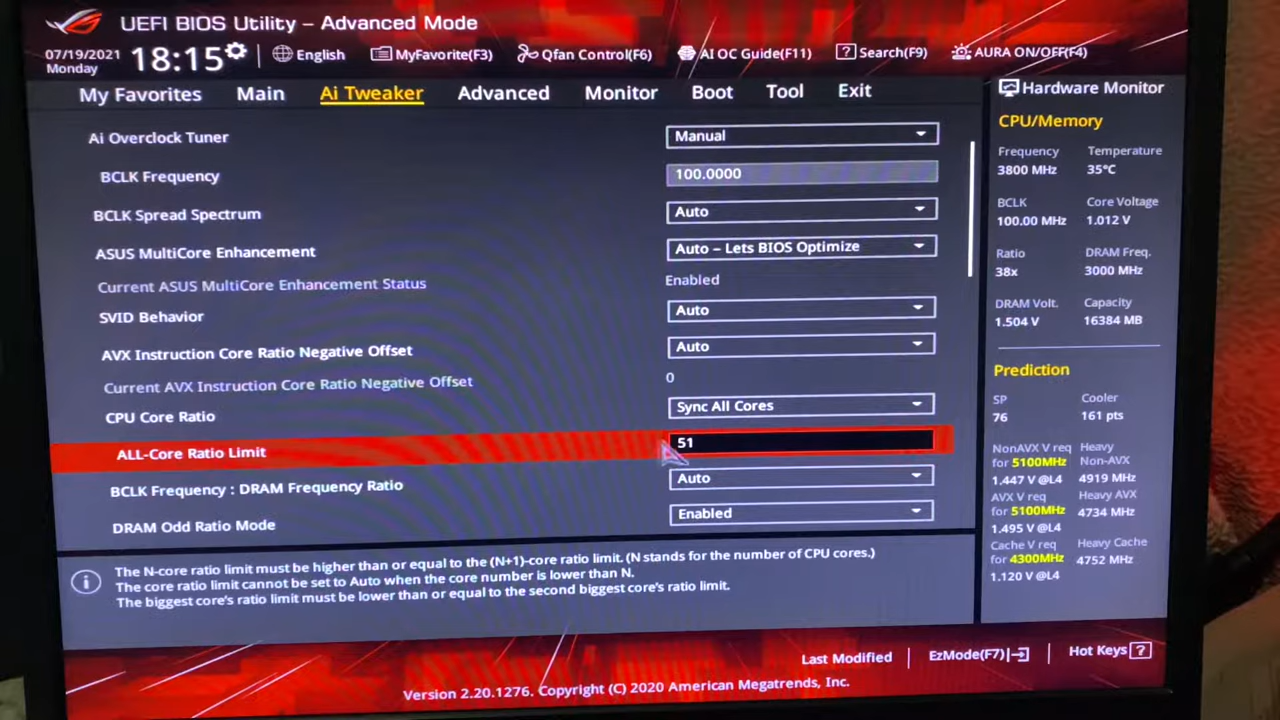 UEFI BIOS Utility – Advanced Mode
07/19/2021
Monday
18:15
English
MyFavorite(F3)
Qfan Control(F6)
AI OC Guide(F11)
? Search(F9)
AURA ON/OFF(F4)
My Favorites Main Ai Tweaker Advanced Monitor Boot Tool Exit
Ai Overclock Tuner Manual
BCLK Frequency 100.0000
BCLK Spread Spectrum Auto
ASUS MultiCore Enhancement Auto – Lets BIOS Optimize
Current ASUS MultiCore Enhancement Status Enabled
SVID Behavior Auto
AVX Instruction Core Ratio Negative Offset Auto
Current AVX Instruction Core Ratio Negative Offset 0
CPU Core Ratio Sync All Cores
ALL-Core Ratio Limit 51
BCLK Frequency : DRAM Frequency Ratio Auto
DRAM Odd Ratio Mode Enabled
i
The N-core ratio limit must be higher than or equal to the (N+1)-core ratio limit. (N stands for the number of CPU cores.)
The core ratio limit cannot be set to Auto when the core number is lower than N.
The biggest core's ratio limit must be lower than or equal to the second biggest core's ratio limit.
Hardware Monitor
CPU/Memory
Frequency Temperature
3800 MHz 35°C
BCLK Core Voltage
100.00 MHz 1.012 V
Ratio DRAM Freq.
38x 3000 MHz
DRAM Volt. Capacity
1.504 V 16384 MB
Prediction
SP Cooler
76 161 pts
NonAVX V req Heavy
for 5100MHz Non-AVX
1.447 V @L4 4919 MHz
AVX V req Heavy AVX
for 5100MHz 4734 MHz
1.495 V @L4
Cache V req Heavy Cache
for 4300MHz 4752 MHz
1.120 V @L4
Last Modified
EzMode(F7)
Hot Keys ?
Version 2.20.1276. Copyright (C) 2020 American Megatrends, Inc.